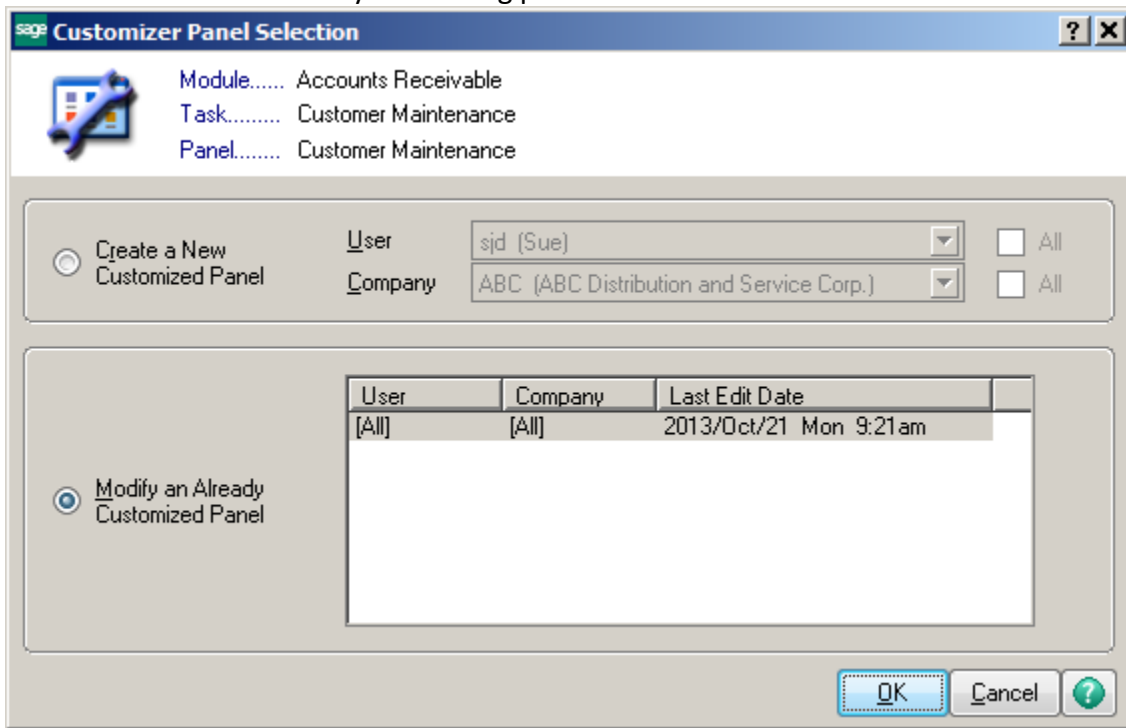 sage Customizer Panel Selection ? X
Module...... Accounts Receivable
Task......... Customer Maintenance
Panel........ Customer Maintenance
Create a New
Customized Panel
User sjd (Sue) All
Company ABC (ABC Distribution and Service Corp.) All
User Company Last Edit Date
[All] [All] 2013/Oct/21 Mon 9:21am
Modify an Already
Customized Panel
OK Cancel ?